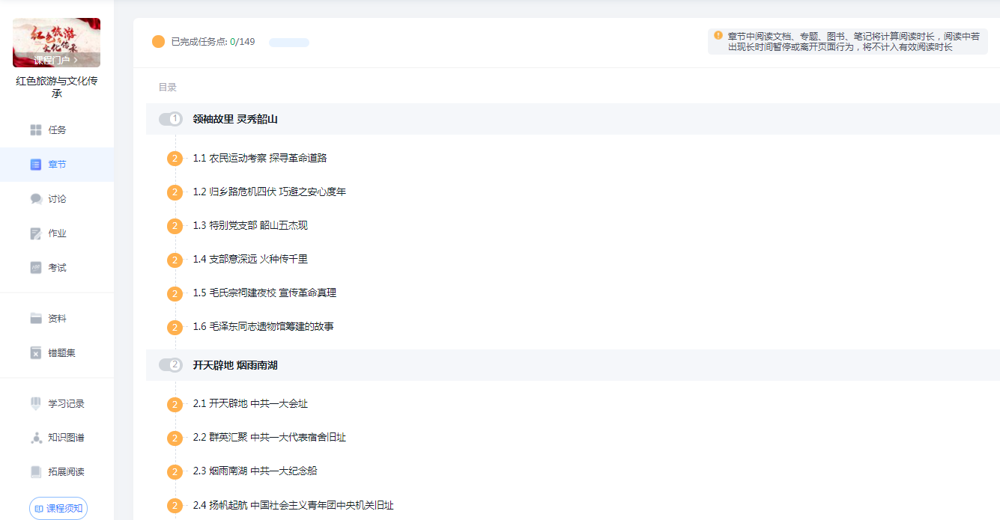 红色旅游
与
文化传承
课程门户 >
红色旅游与文化传
承
任务
章节
讨论
作业
考试
资料
错题集
学习记录
知识图谱
拓展阅读
课程须知
已完成任务点: 0/149
章节中阅读文档、专题、图书、笔记将计算阅读时长，阅读中若
出现长时间暂停或离开页面行为，将不计入有效阅读时长
目录
1 领袖故里 灵秀韶山
2 1.1 农民运动考察 探寻革命道路
2 1.2 归乡路危机四伏 巧避之安心度年
2 1.3 特别党支部 韶山五杰现
2 1.4 支部意深远 火种传千里
2 1.5 毛氏宗祠建夜校 宣传革命真理
2 1.6 毛泽东同志遗物馆筹建的故事
2 开天辟地 烟雨南湖
2 2.1 开天辟地 中共一大会址
2 2.2 群英汇聚 中共一大代表宿舍旧址
2 2.3 烟雨南湖 中共一大纪念船
2 2.4 扬帆起航 中国社会主义青年团中央机关旧址